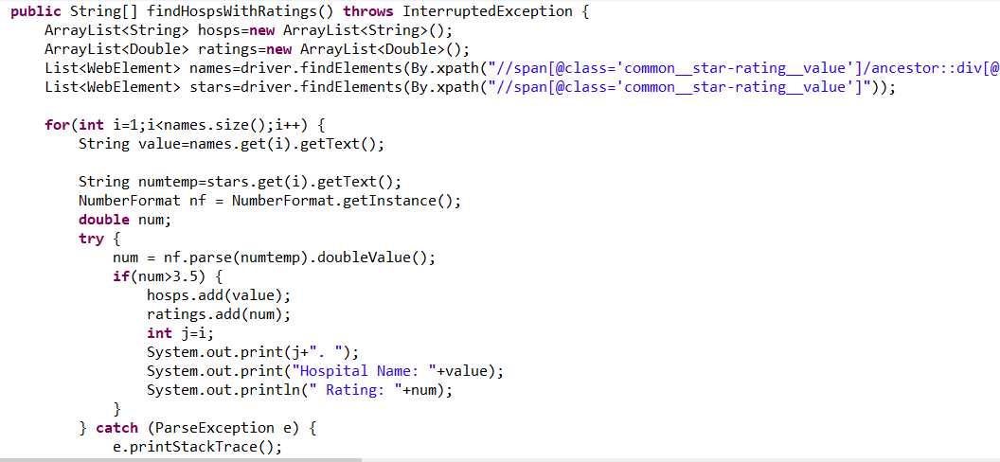 public String[] findHospsWithRatings() throws InterruptedException {
ArrayList<String> hosps=new ArrayList<String>();
ArrayList<Double> ratings=new ArrayList<Double>();
List<WebElement> names=driver.findElements(By.xpath("//span[@class='common__star-rating__value']/ancestor::div[@
List<WebElement> stars=driver.findElements(By.xpath("//span[@class='common__star-rating__value']"));
for(int i=1;i<names.size();i++) {
String value=names.get(i).getText();
String numtemp=stars.get(i).getText();
NumberFormat nf = NumberFormat.getInstance();
double num;
try {
num = nf.parse(numtemp).doubleValue();
if(num>3.5) {
hosps.add(value);
ratings.add(num);
int j=i;
System.out.print(j+". ");
System.out.print("Hospital Name: "+value);
System.out.println(" Rating: "+num);
}
} catch (ParseException e) {
e.printStackTrace();